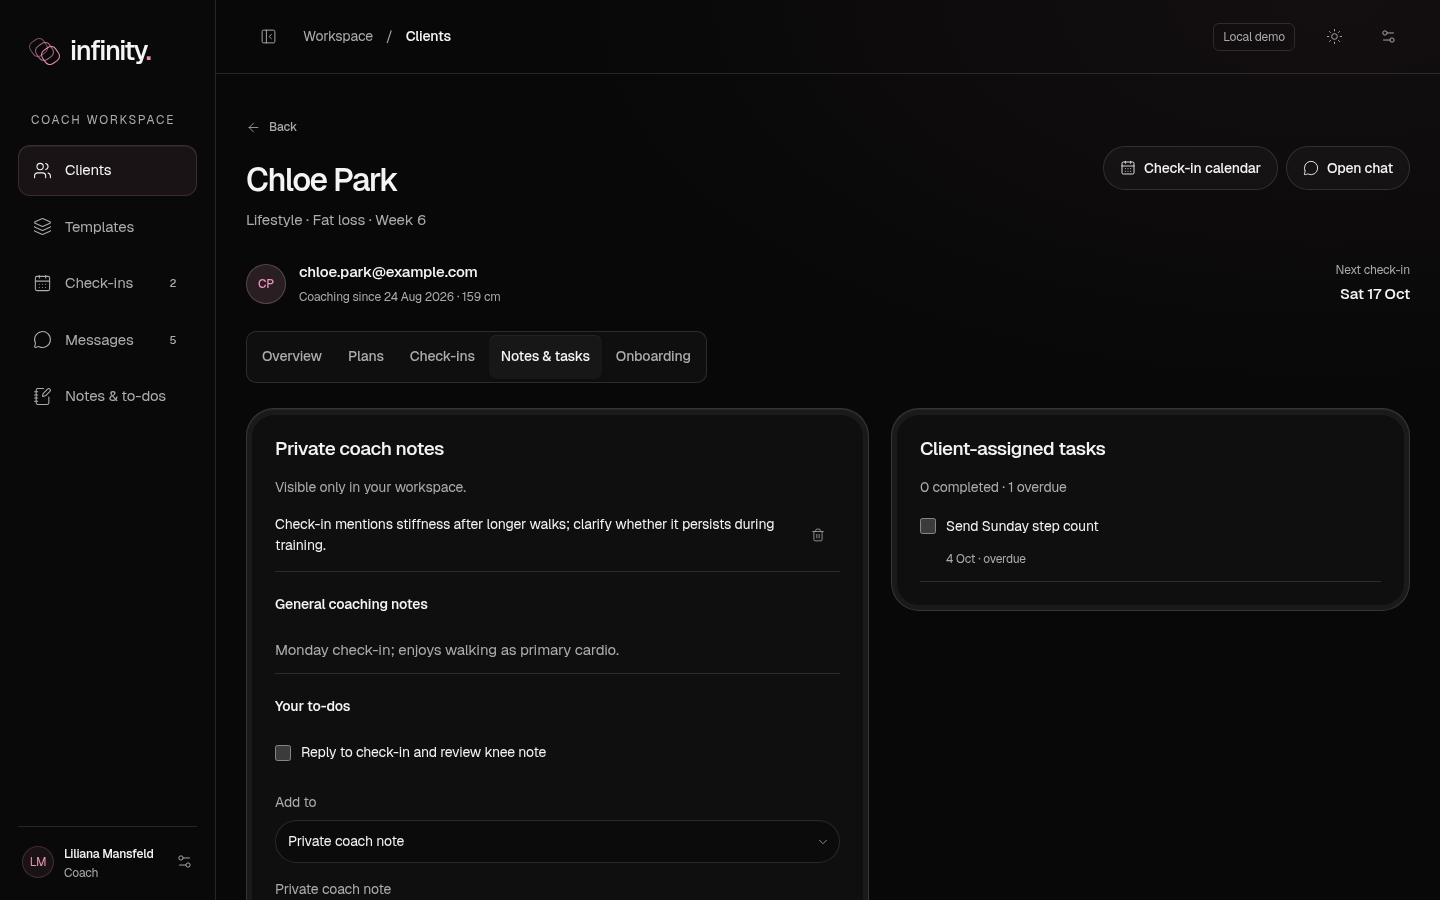 infinity.
COACH WORKSPACE
Clients
Templates
Check-ins 2
Messages 5
Notes & to-dos
LM
Liliana Mansfeld
Coach
Workspace / Clients
Local demo
Back
Chloe Park
Lifestyle · Fat loss · Week 6
Check-in calendar
Open chat
CP
chloe.park@example.com
Coaching since 24 Aug 2026 · 159 cm
Next check-in
Sat 17 Oct
Overview Plans Check-ins Notes & tasks Onboarding
Private coach notes
Visible only in your workspace.
Check-in mentions stiffness after longer walks; clarify whether it persists during
training.
General coaching notes
Monday check-in; enjoys walking as primary cardio.
Your to-dos
Reply to check-in and review knee note
Add to
Private coach note
Private coach note
Client-assigned tasks
0 completed · 1 overdue
Send Sunday step count
4 Oct · overdue